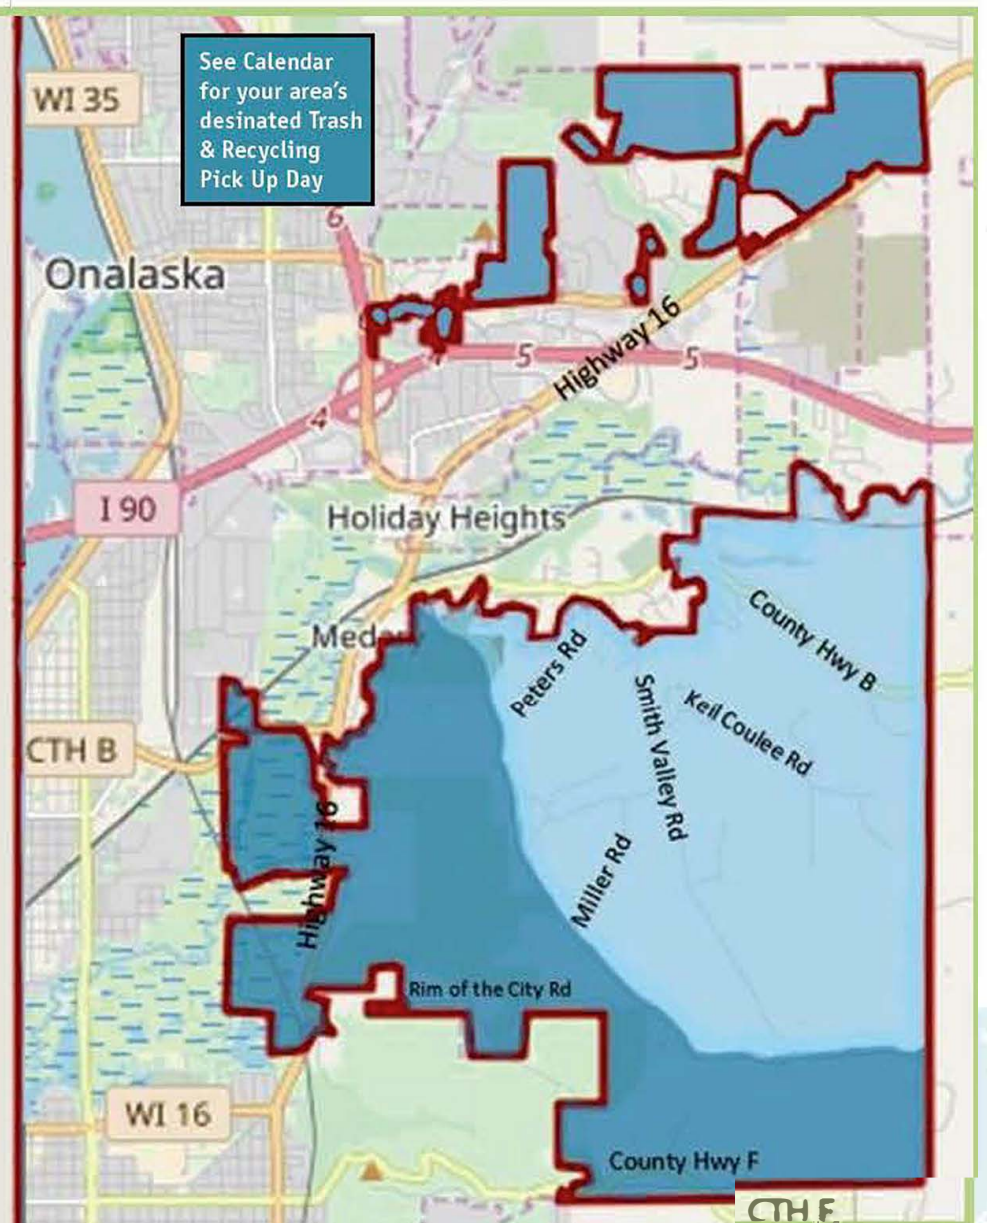 See Calendar
for your area's
desinated Trash
& Recycling
Pick Up Day
WI 35
6
Onalaska
Highway 16
5
5
4
I 90
Holiday Heights
County Hwy B
Peters Rd
Smith Valley Rd
Keil Coulee Rd
CTH B
Highway 16
Miller Rd
Rim of the City Rd
WI 16
County Hwy F
CTH F